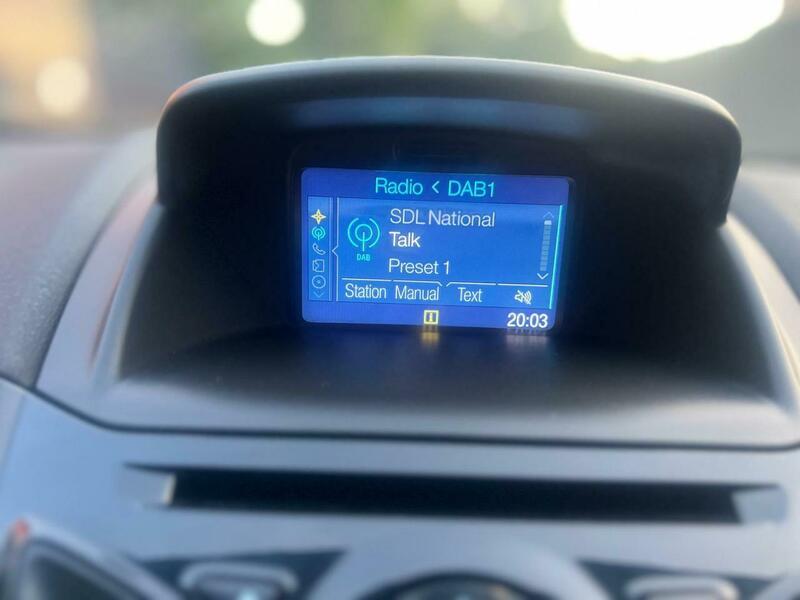 Radio < DAB1
SDL National
Talk
DAB
Preset 1
Station Manual Text
i
20:03